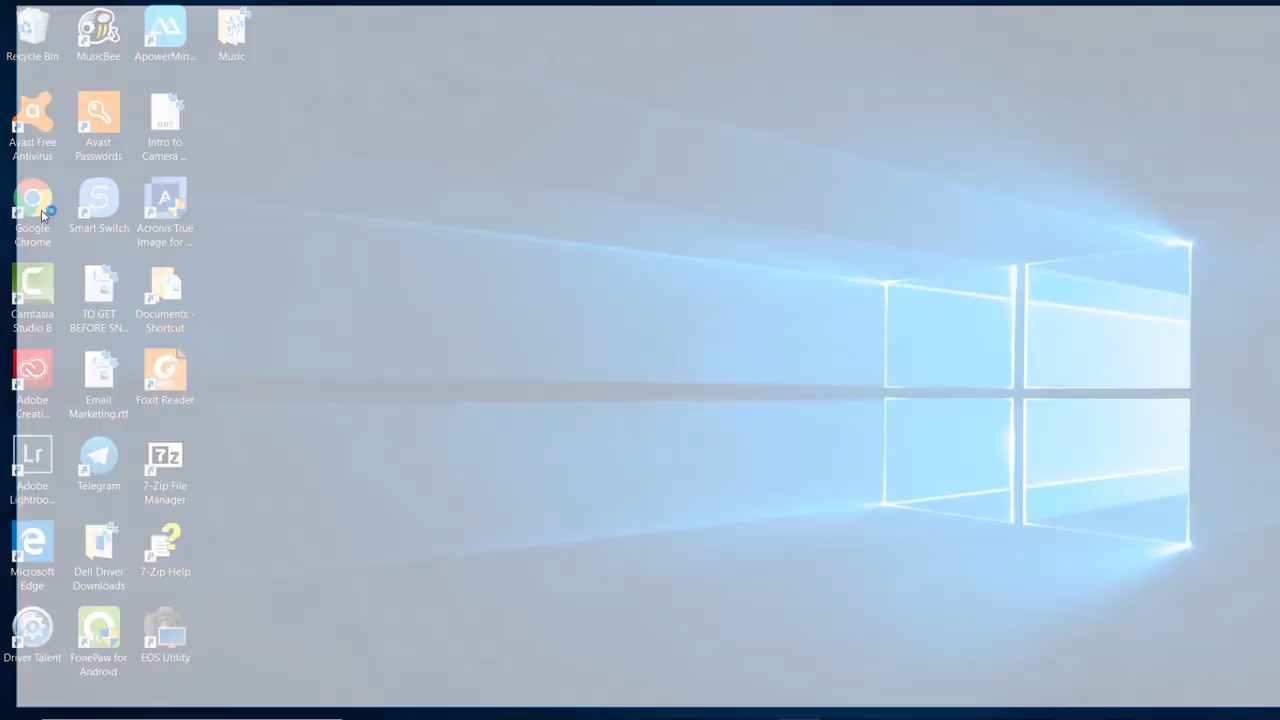 Recycle Bin
MusicBee
ApowerMirr...
Music
Avast Free
Antivirus
Avast
Passwords
Intro to
Camera ...
Google
Chrome
Smart Switch
Acronis True
Image for ...
Camtasia
Studio 8
TO GET
BEFORE SN...
Documents -
Shortcut
Adobe
Creati...
Email
Marketing.rtf
Foxit Reader
Lr
Adobe
Lightroo...
Telegram
7z
7-Zip File
Manager
Microsoft
Edge
Dell Driver
Downloads
7-Zip Help
Driver Talent
FonePaw for
Android
EOS Utility